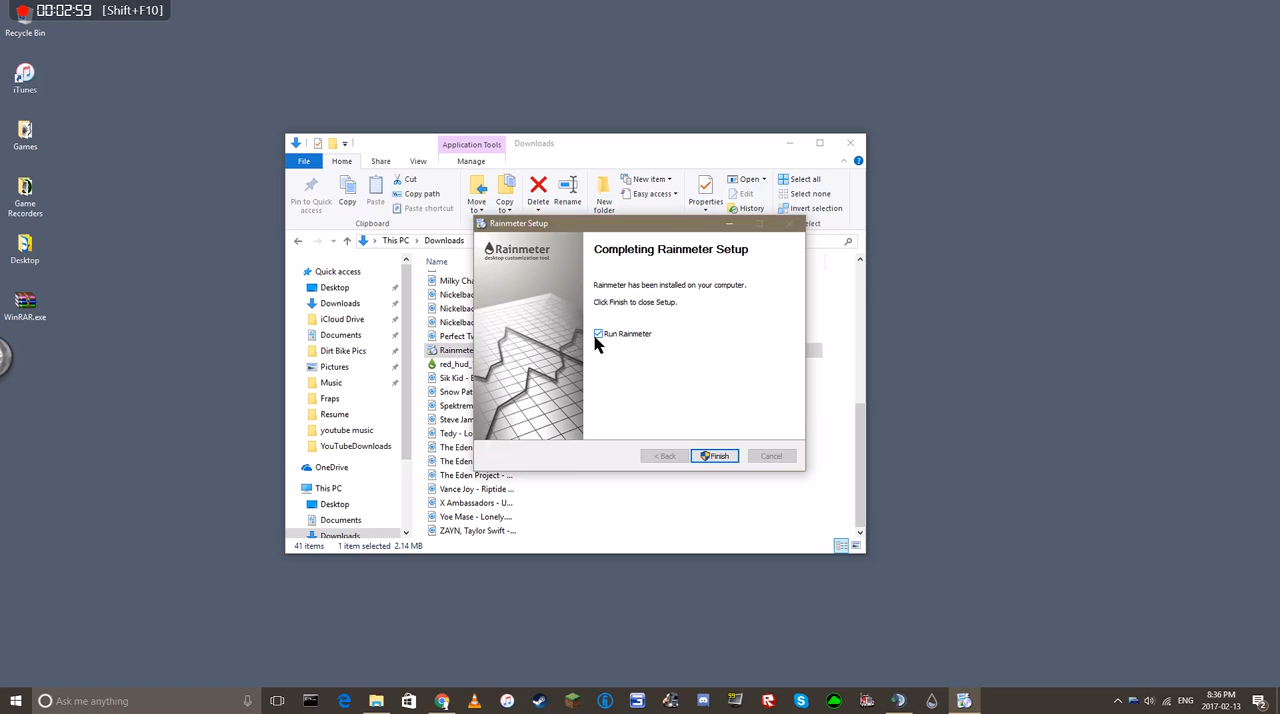 00:02:59 [Shift+F10]
Recycle Bin
iTunes
Games
Game
Recorders
Desktop
WinRAR.exe
Application Tools Downloads
File Home Share View Manage
Pin to Quick
access
Copy
Paste
Cut
Copy path
Paste shortcut
Clipboard
Move
to
Copy
to
Delete
Rename
New
folder
New item
Easy access
Properties
Open
Edit
History
Select all
Select none
Invert selection
This PC Downloads
Name
Quick access
Desktop
Downloads
iCloud Drive
Documents
Dirt Bike Pics
Pictures
Music
Fraps
Resume
youtube music
YouTubeDownloads
OneDrive
This PC
Desktop
Documents
Downloads
Milky Cha
Nickelback
Nickelback
Nickelback
Perfect Tw
Rainmete
red_hud_
Sik Kid - E
Snow Pat
Spektrem
Steve Jam
Tedy - Lo
The Eden
The Eden
The Eden Project - ...
Vance Joy - Riptide ...
X Ambassadors - U...
Yoe Mase - Lonely....
ZAYN, Taylor Swift -...
41 items 1 item selected 2.14 MB
Rainmeter Setup
Rainmeter
desktop customization tool
Completing Rainmeter Setup
Rainmeter has been installed on your computer.
Click Finish to close Setup.
Run Rainmeter
< Back Finish Cancel
Ask me anything
ENG
8:36 PM
2017-02-13
2